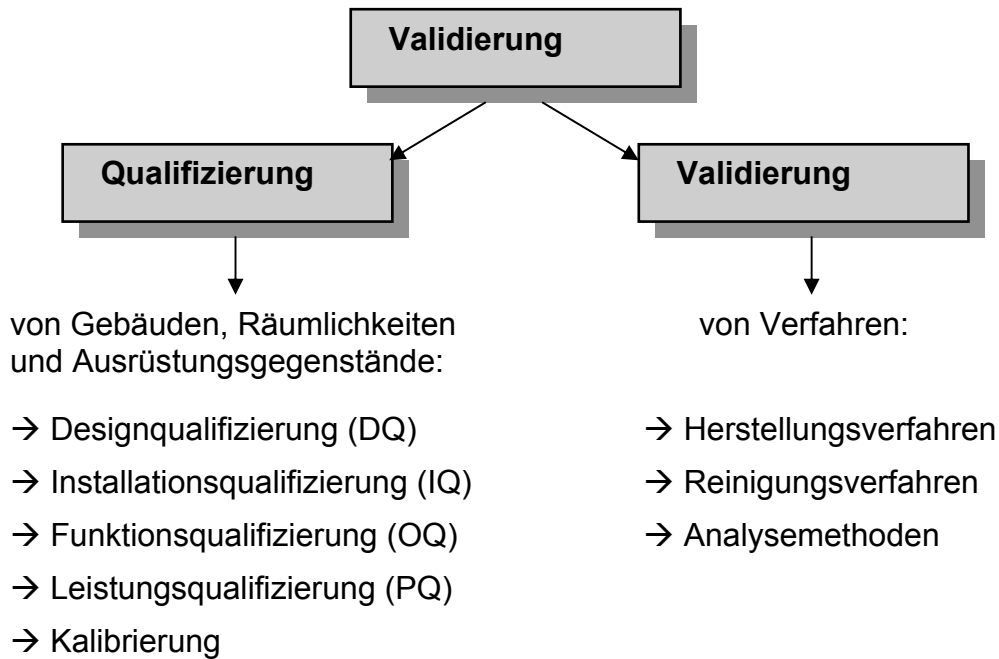 Validierung
Qualifizierung
Validierung
von Gebäuden, Räumlichkeiten
und Ausrüstungsgegenstände:
→ Designqualifizierung (DQ)
→ Installationsqualifizierung (IQ)
→ Funktionsqualifizierung (OQ)
→ Leistungsqualifizierung (PQ)
→ Kalibrierung
von Verfahren:
→ Herstellungsverfahren
→ Reinigungsverfahren
→ Analysemethoden